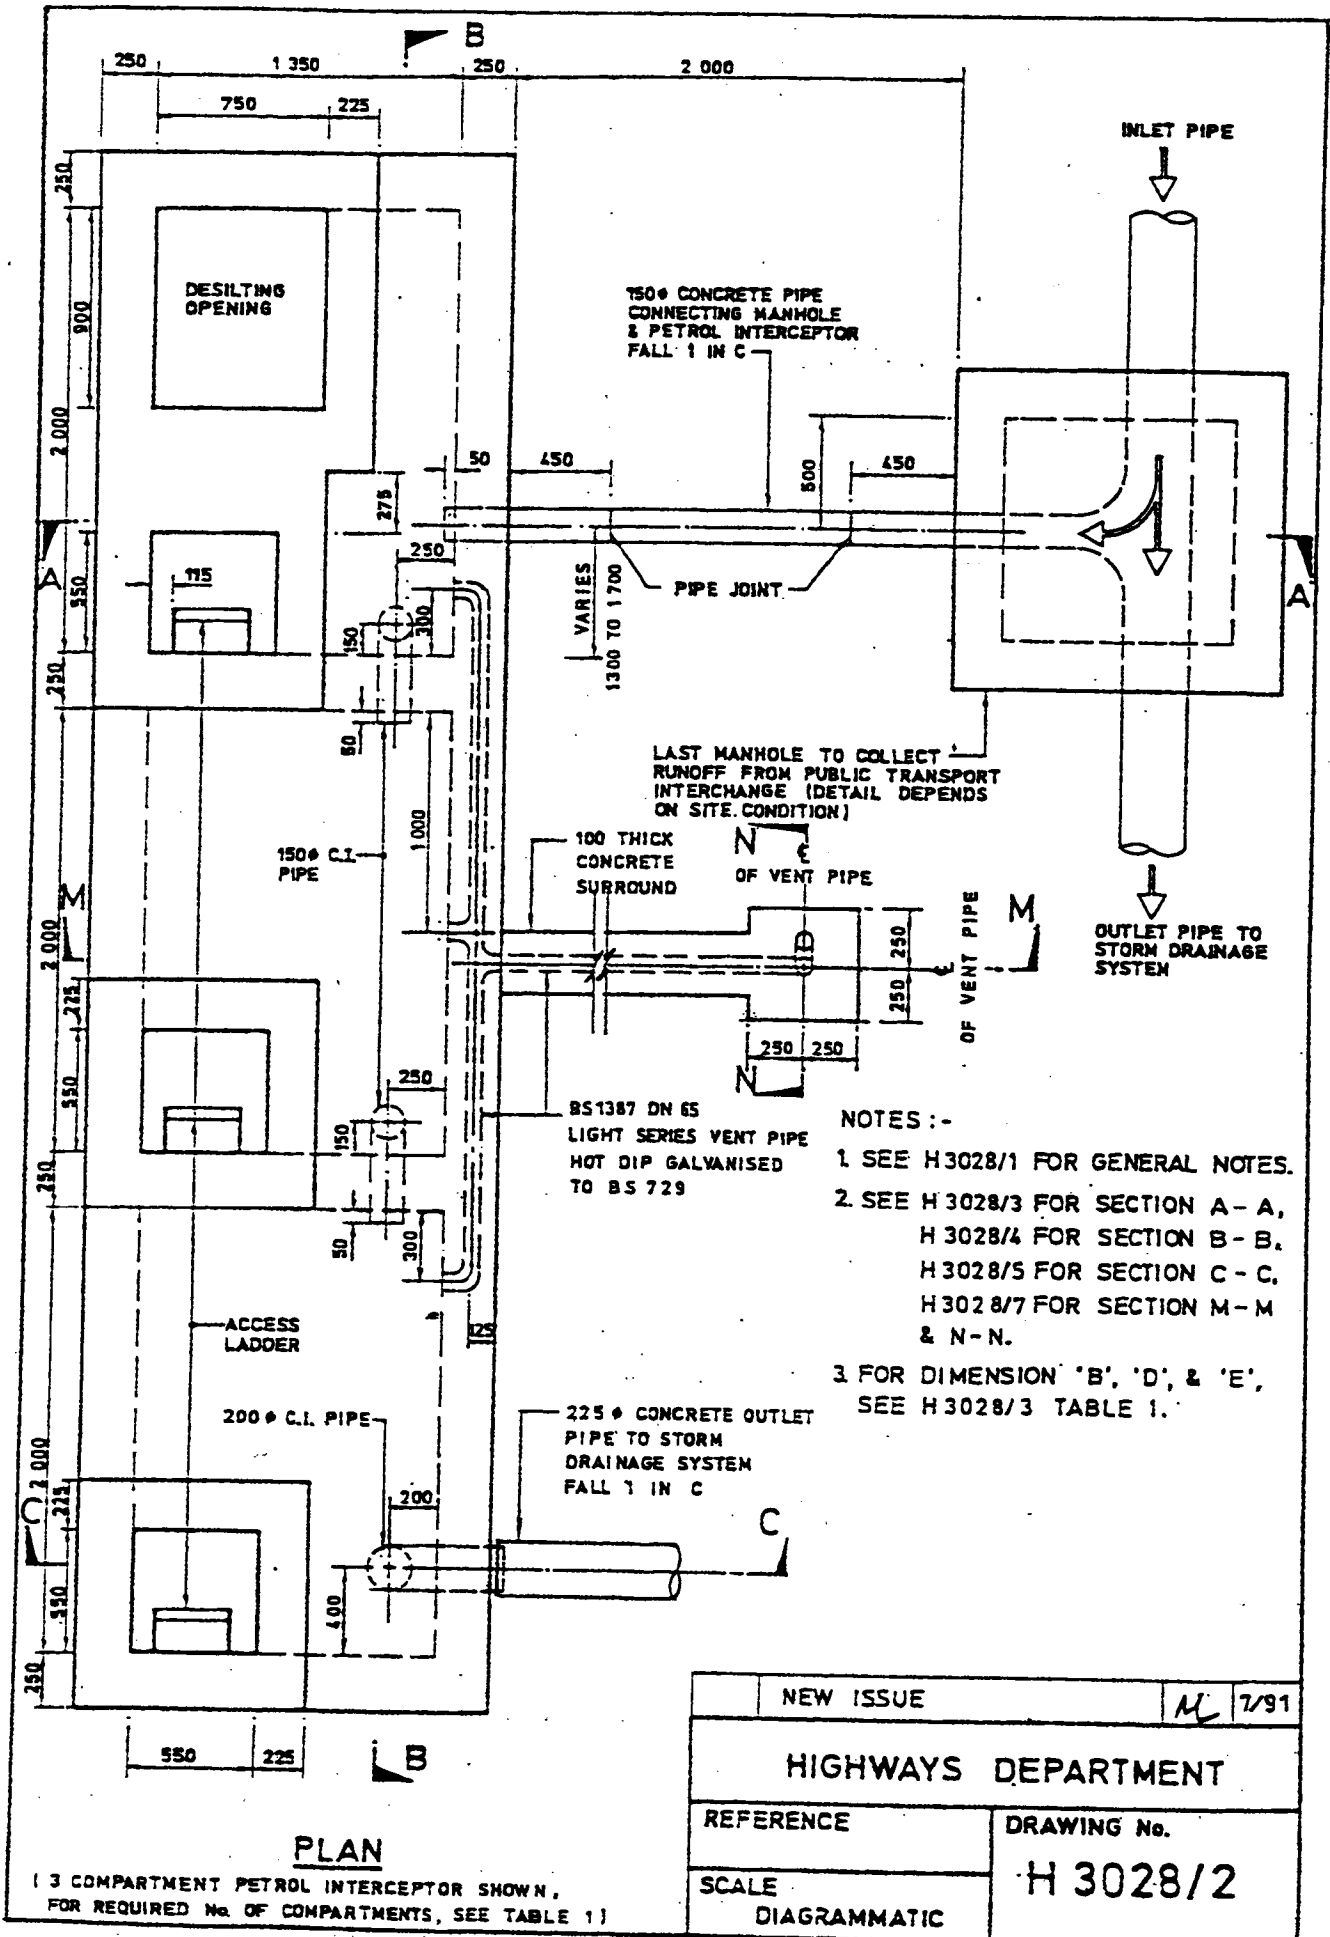 B
250
1 350
250
2 000
750
225
INLET PIPE
250
DESILTING
OPENING
900
2 000
150ϕ CONCRETE PIPE
CONNECTING MANHOLE
& PETROL INTERCEPTOR
FALL 1 IN C
50
450
500
450
275
A
250
550
115
VARIES
1300 TO 1700
PIPE JOINT
A
150
300
250
50
LAST MANHOLE TO COLLECT
RUNOFF FROM PUBLIC TRANSPORT
INTERCHANGE (DETAIL DEPENDS
ON SITE CONDITION)
1000
150ϕ C.I.
PIPE
100 THICK
CONCRETE
SURROUND
N
℄
OF VENT PIPE
M
2 000
250
250
℄
OF VENT PIPE
M
OUTLET PIPE TO
STORM DRAINAGE
SYSTEM
225
550
250 250
N
250
150
BS1387 DN 65
LIGHT SERIES VENT PIPE
HOT DIP GALVANISED
TO BS 729
250
50
300
NOTES :-
1. SEE H3028/1 FOR GENERAL NOTES.
2. SEE H 3028/3 FOR SECTION A-A,
H 3028/4 FOR SECTION B-B,
H 3028/5 FOR SECTION C-C,
H 3028/7 FOR SECTION M-M
& N-N.
3. FOR DIMENSION 'B', 'D', & 'E',
SEE H3028/3 TABLE 1.
ACCESS
LADDER
125
200ϕ C.I. PIPE
225ϕ CONCRETE OUTLET
PIPE TO STORM
DRAINAGE SYSTEM
FALL 1 IN C
2 000
225
200
C
C
550
400
250
550
225
B
NEW ISSUE
7/91
HIGHWAYS DEPARTMENT
REFERENCE
DRAWING No.
H 3028/2
SCALE
DIAGRAMMATIC
PLAN
( 3 COMPARTMENT PETROL INTERCEPTOR SHOWN,
FOR REQUIRED No. OF COMPARTMENTS, SEE TABLE 1)